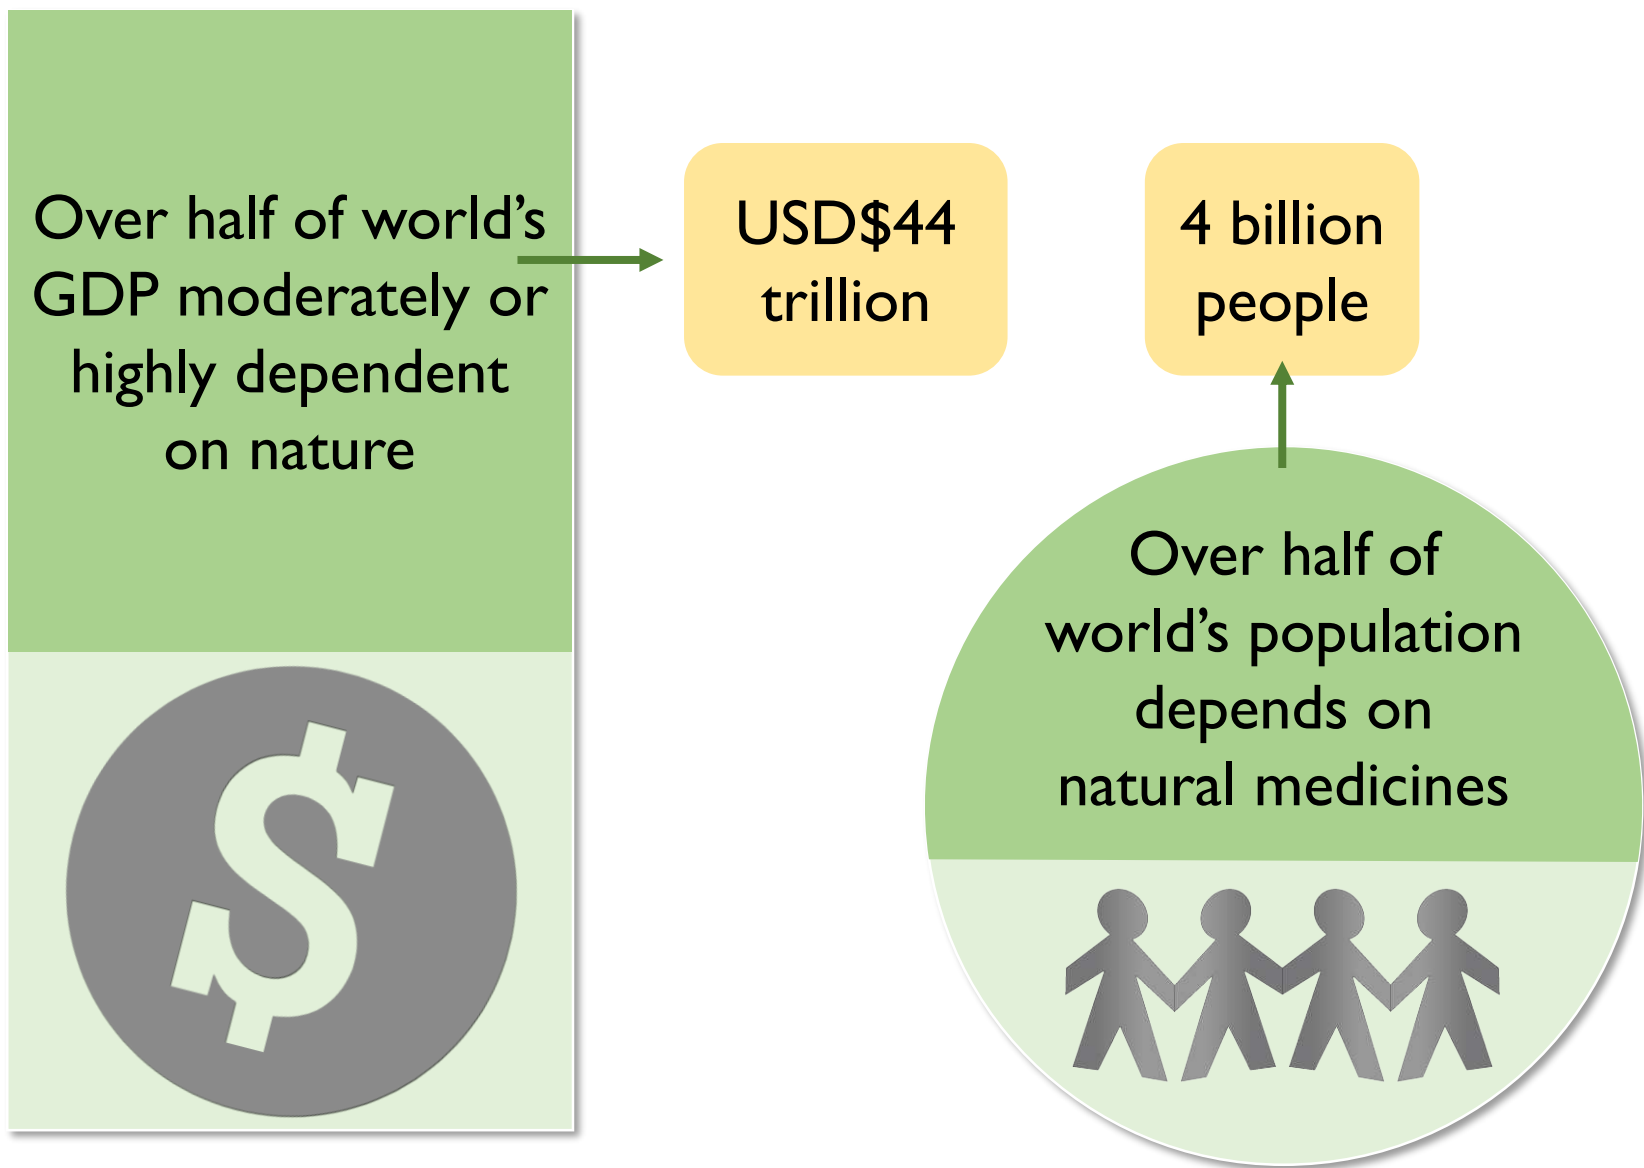 Over half of world's
GDP moderately or
highly dependent
on nature
USD$44
trillion
4 billion
people
Over half of
world's population
depends on
natural medicines